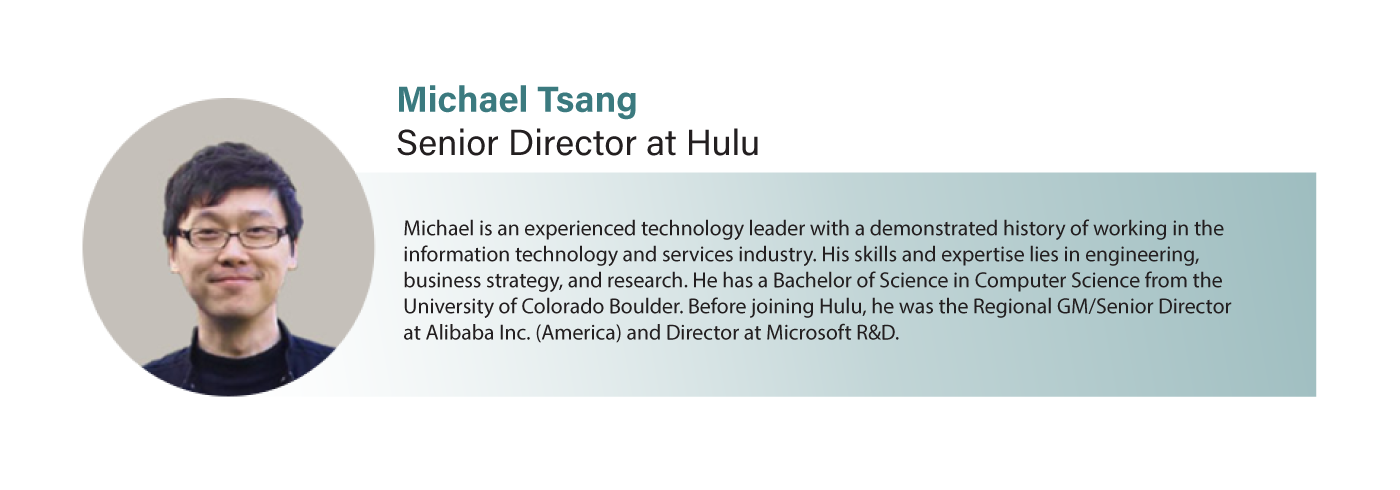 Michael Tsang
Senior Director at Hulu
Michael is an experienced technology leader with a demonstrated history of working in the
information technology and services industry. His skills and expertise lies in engineering,
business strategy, and research. He has a Bachelor of Science in Computer Science from the
University of Colorado Boulder. Before joining Hulu, he was the Regional GM/Senior Director
at Alibaba Inc. (America) and Director at Microsoft R&D.